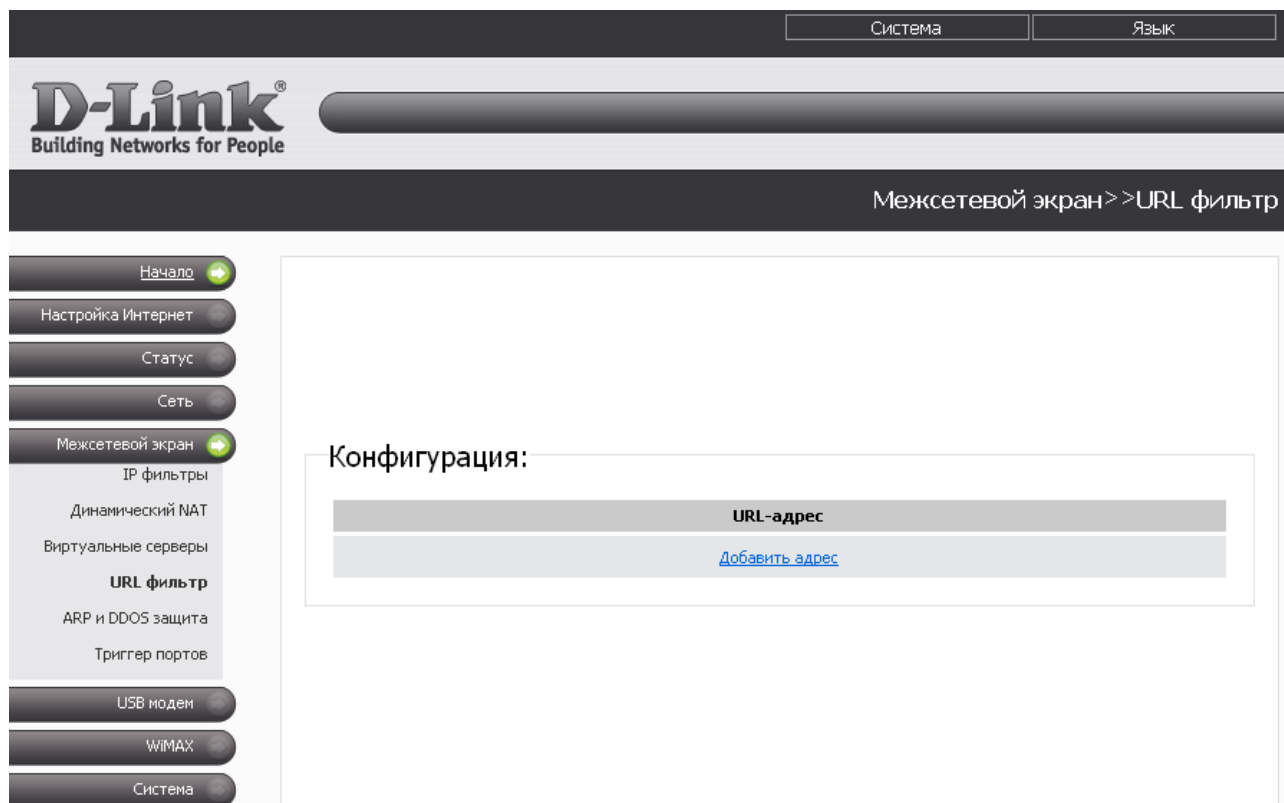 Система
Язык
D-Link®
Building Networks for People
Межсетевой экран>>URL фильтр
Начало
Настройка Интернет
Статус
Сеть
Межсетевой экран
IP фильтры
Динамический NAT
Виртуальные серверы
URL фильтр
ARP и DDOS защита
Триггер портов
USB модем
WiMAX
Система
Конфигурация:
URL-адрес
Добавить адрес